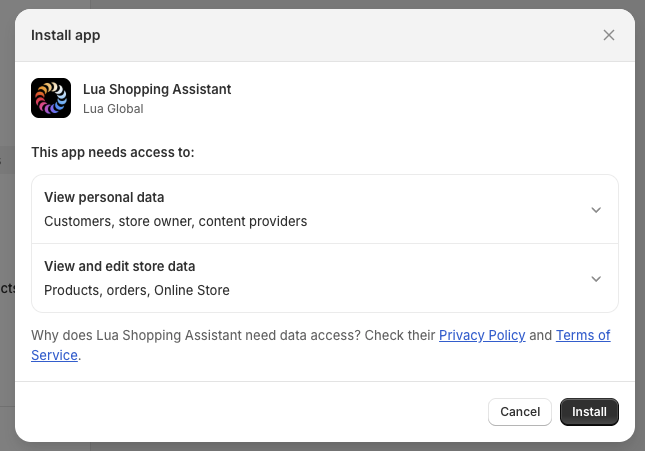 Install app
Lua Shopping Assistant
Lua Global
This app needs access to:
View personal data
Customers, store owner, content providers
View and edit store data
Products, orders, Online Store
Why does Lua Shopping Assistant need data access? Check their Privacy Policy and Terms of
Service.
Cancel Install